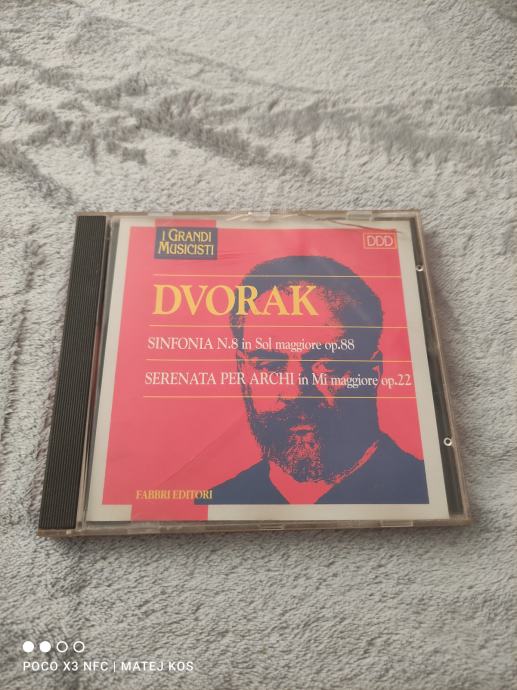 I GRANDI
MUSICISTI
DDD
DVORAK
SINFONIA N.8 in Sol maggiore op.88
SERENATA PER ARCHI in Mi maggiore op.22
FABBRI EDITORI
POCO X3 NFC | MATEJ KOS